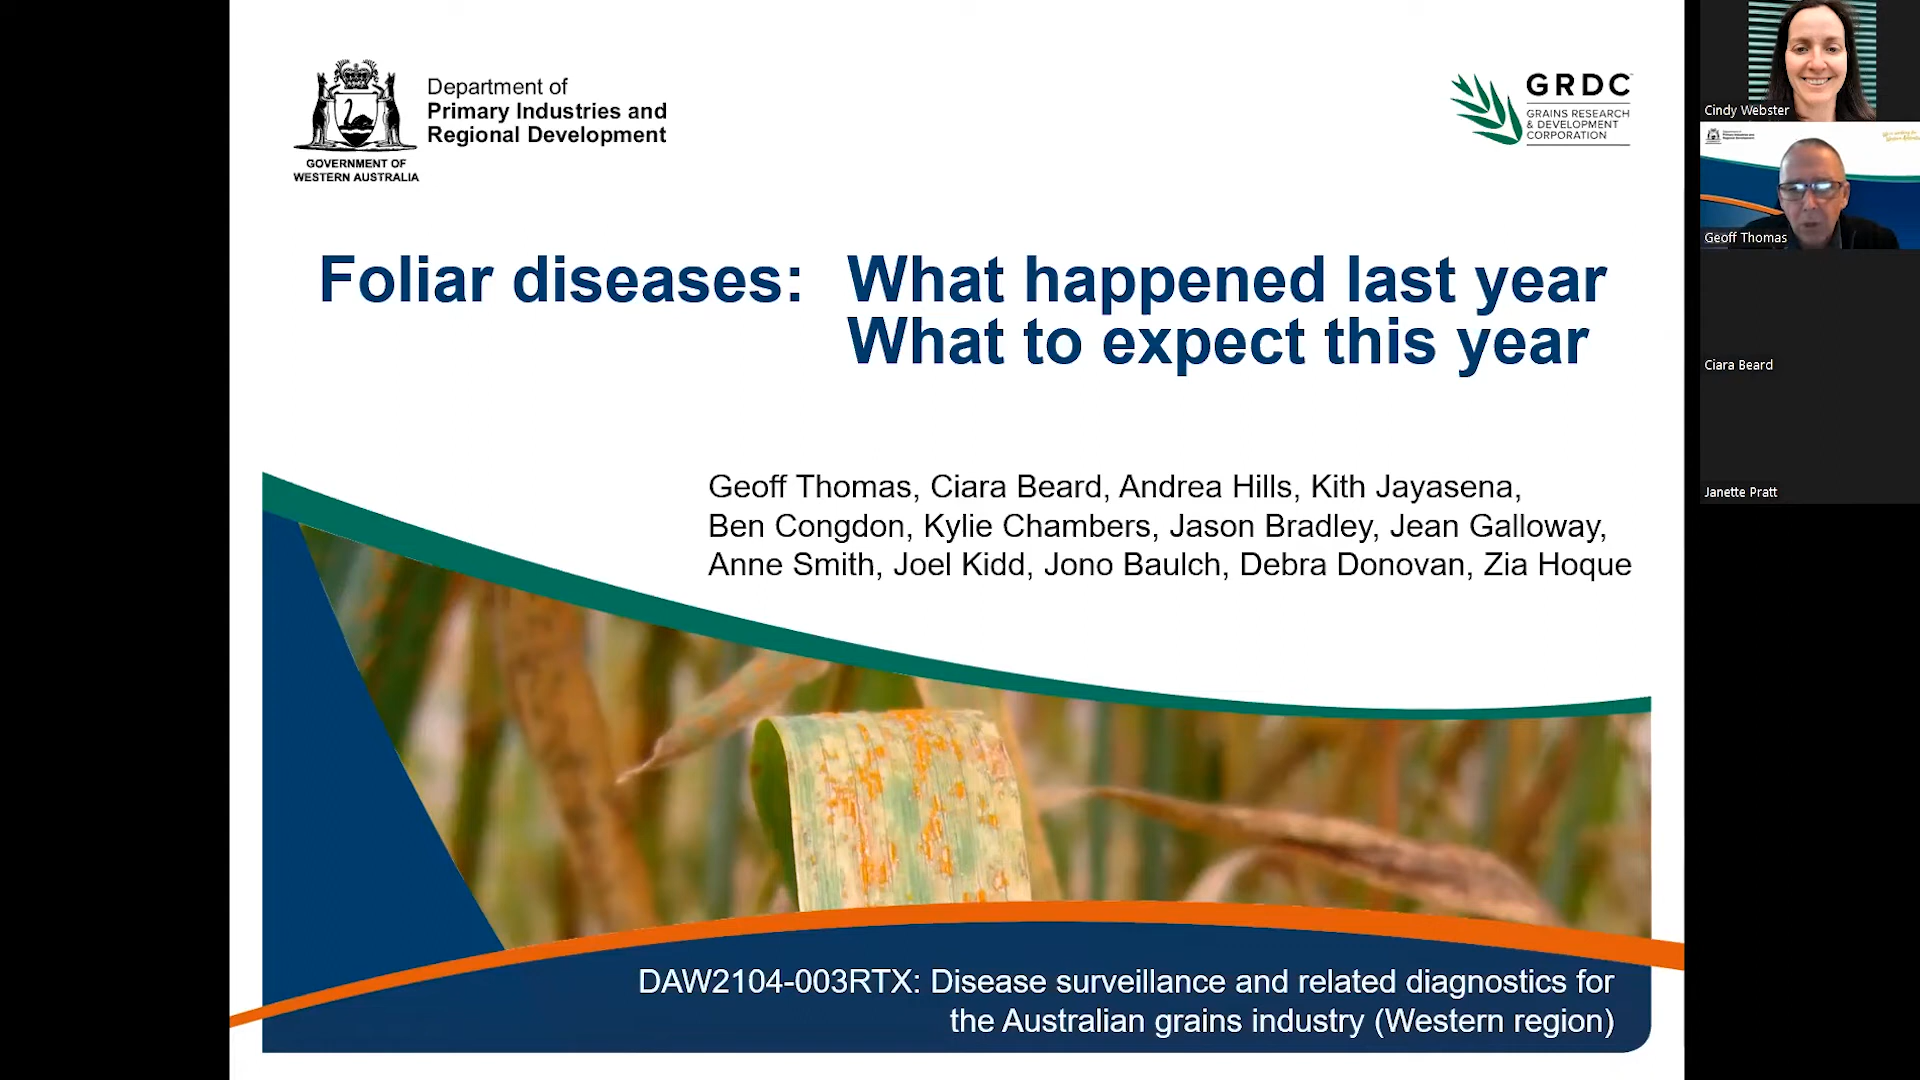 Department of
Primary Industries and
Regional Development
GOVERNMENT OF
WESTERN AUSTRALIA
GRDC
GRAINS RESEARCH
& DEVELOPMENT
CORPORATION
Foliar diseases: What happened last year
What to expect this year
Geoff Thomas, Ciara Beard, Andrea Hills, Kith Jayasena,
Ben Congdon, Kylie Chambers, Jason Bradley, Jean Galloway,
Anne Smith, Joel Kidd, Jono Baulch, Debra Donovan, Zia Hoque
DAW2104-003RTX: Disease surveillance and related diagnostics for
the Australian grains industry (Western region)
Cindy Webster
Geoff Thomas
Ciara Beard
Janette Pratt